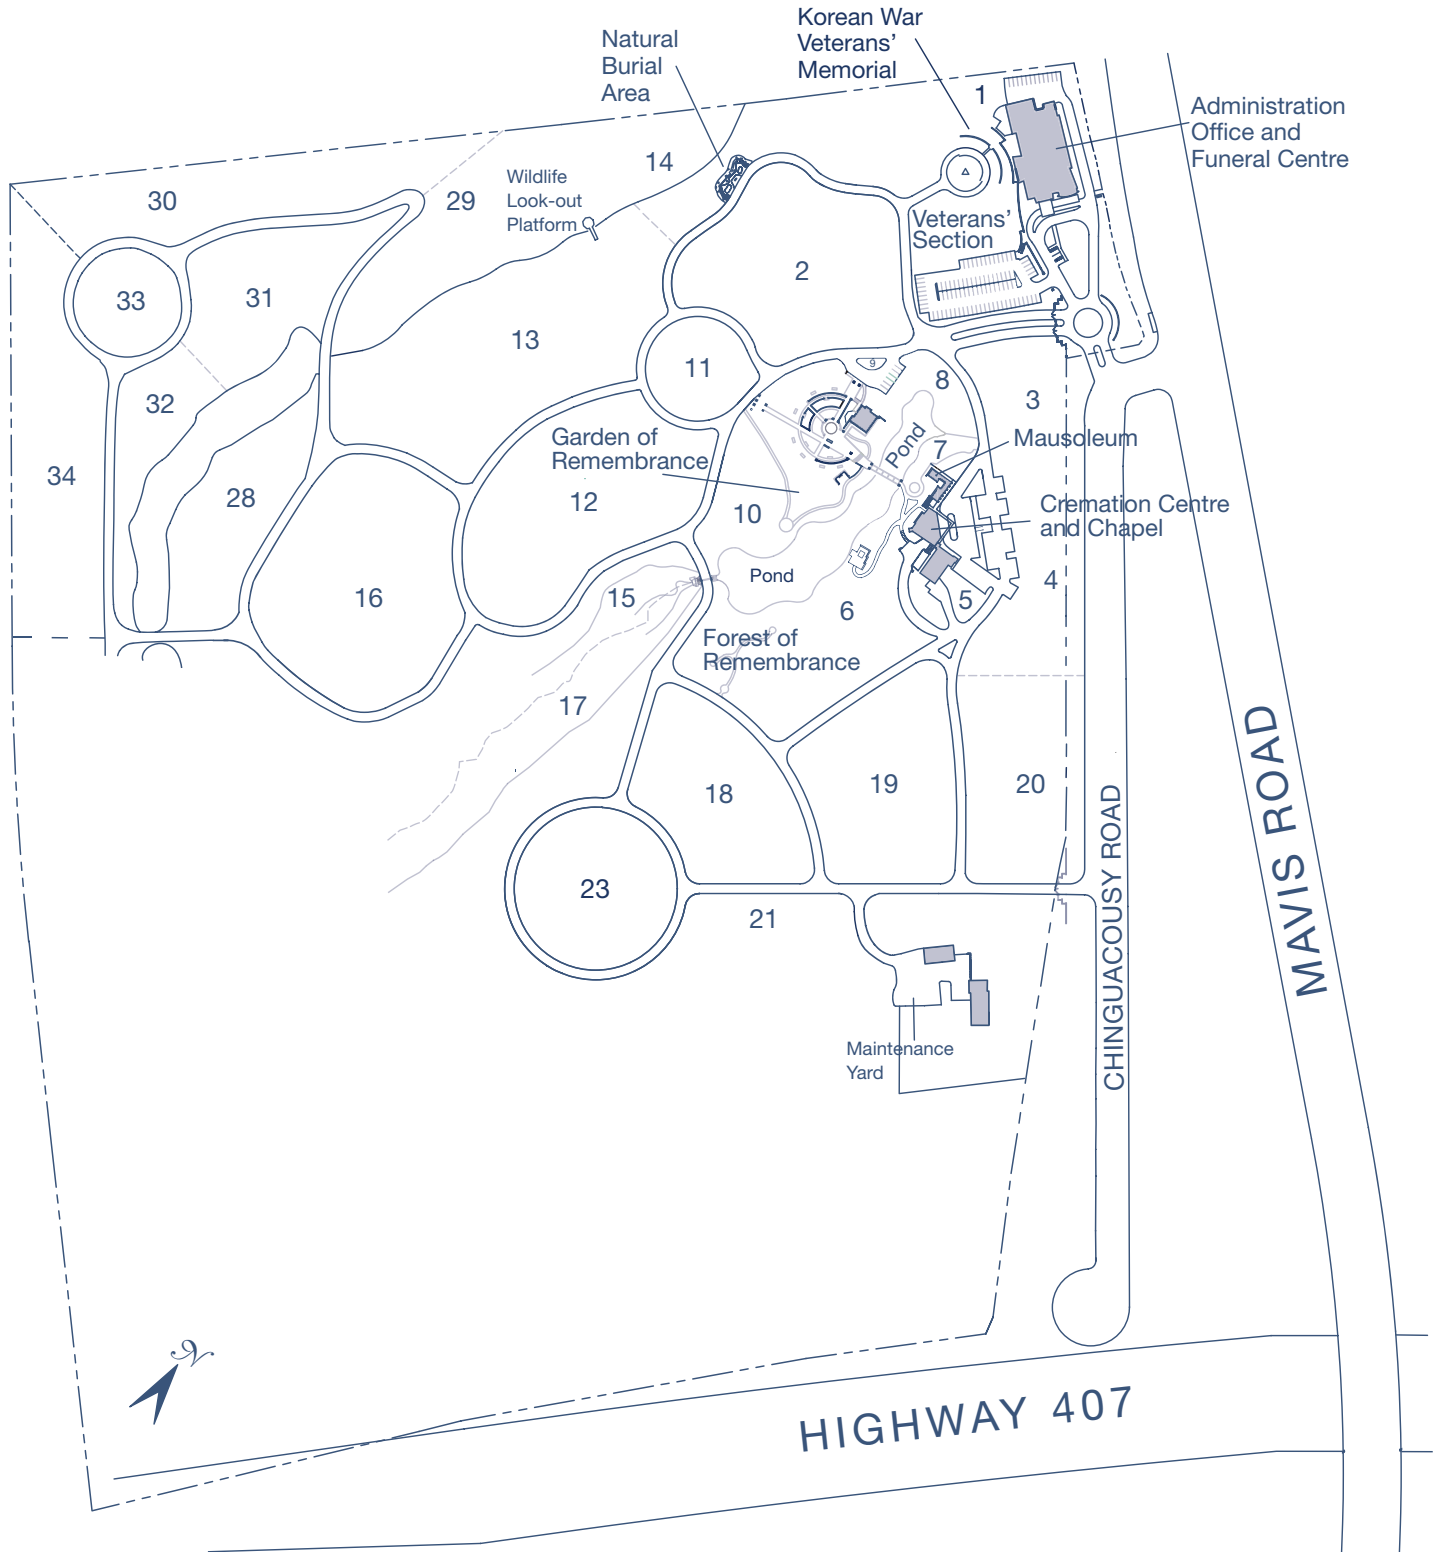 Korean War
Veterans’
Memorial
Natural
Burial
Area
1
Administration
Office and
Funeral Centre
14
Wildlife
Look-out
Platform
30
29
Veterans’
Section
2
33
31
13
11
9
8
3
32
Garden of
Remembrance
Pond
7
Mausoleum
34
28
12
10
Cremation Centre
and Chapel
16
15
Pond
6
5
4
Forest of
Remembrance
17
18
19
20
MAVIS ROAD
CHINGUACOUSY ROAD
23
21
Maintenance
Yard
N
HIGHWAY 407